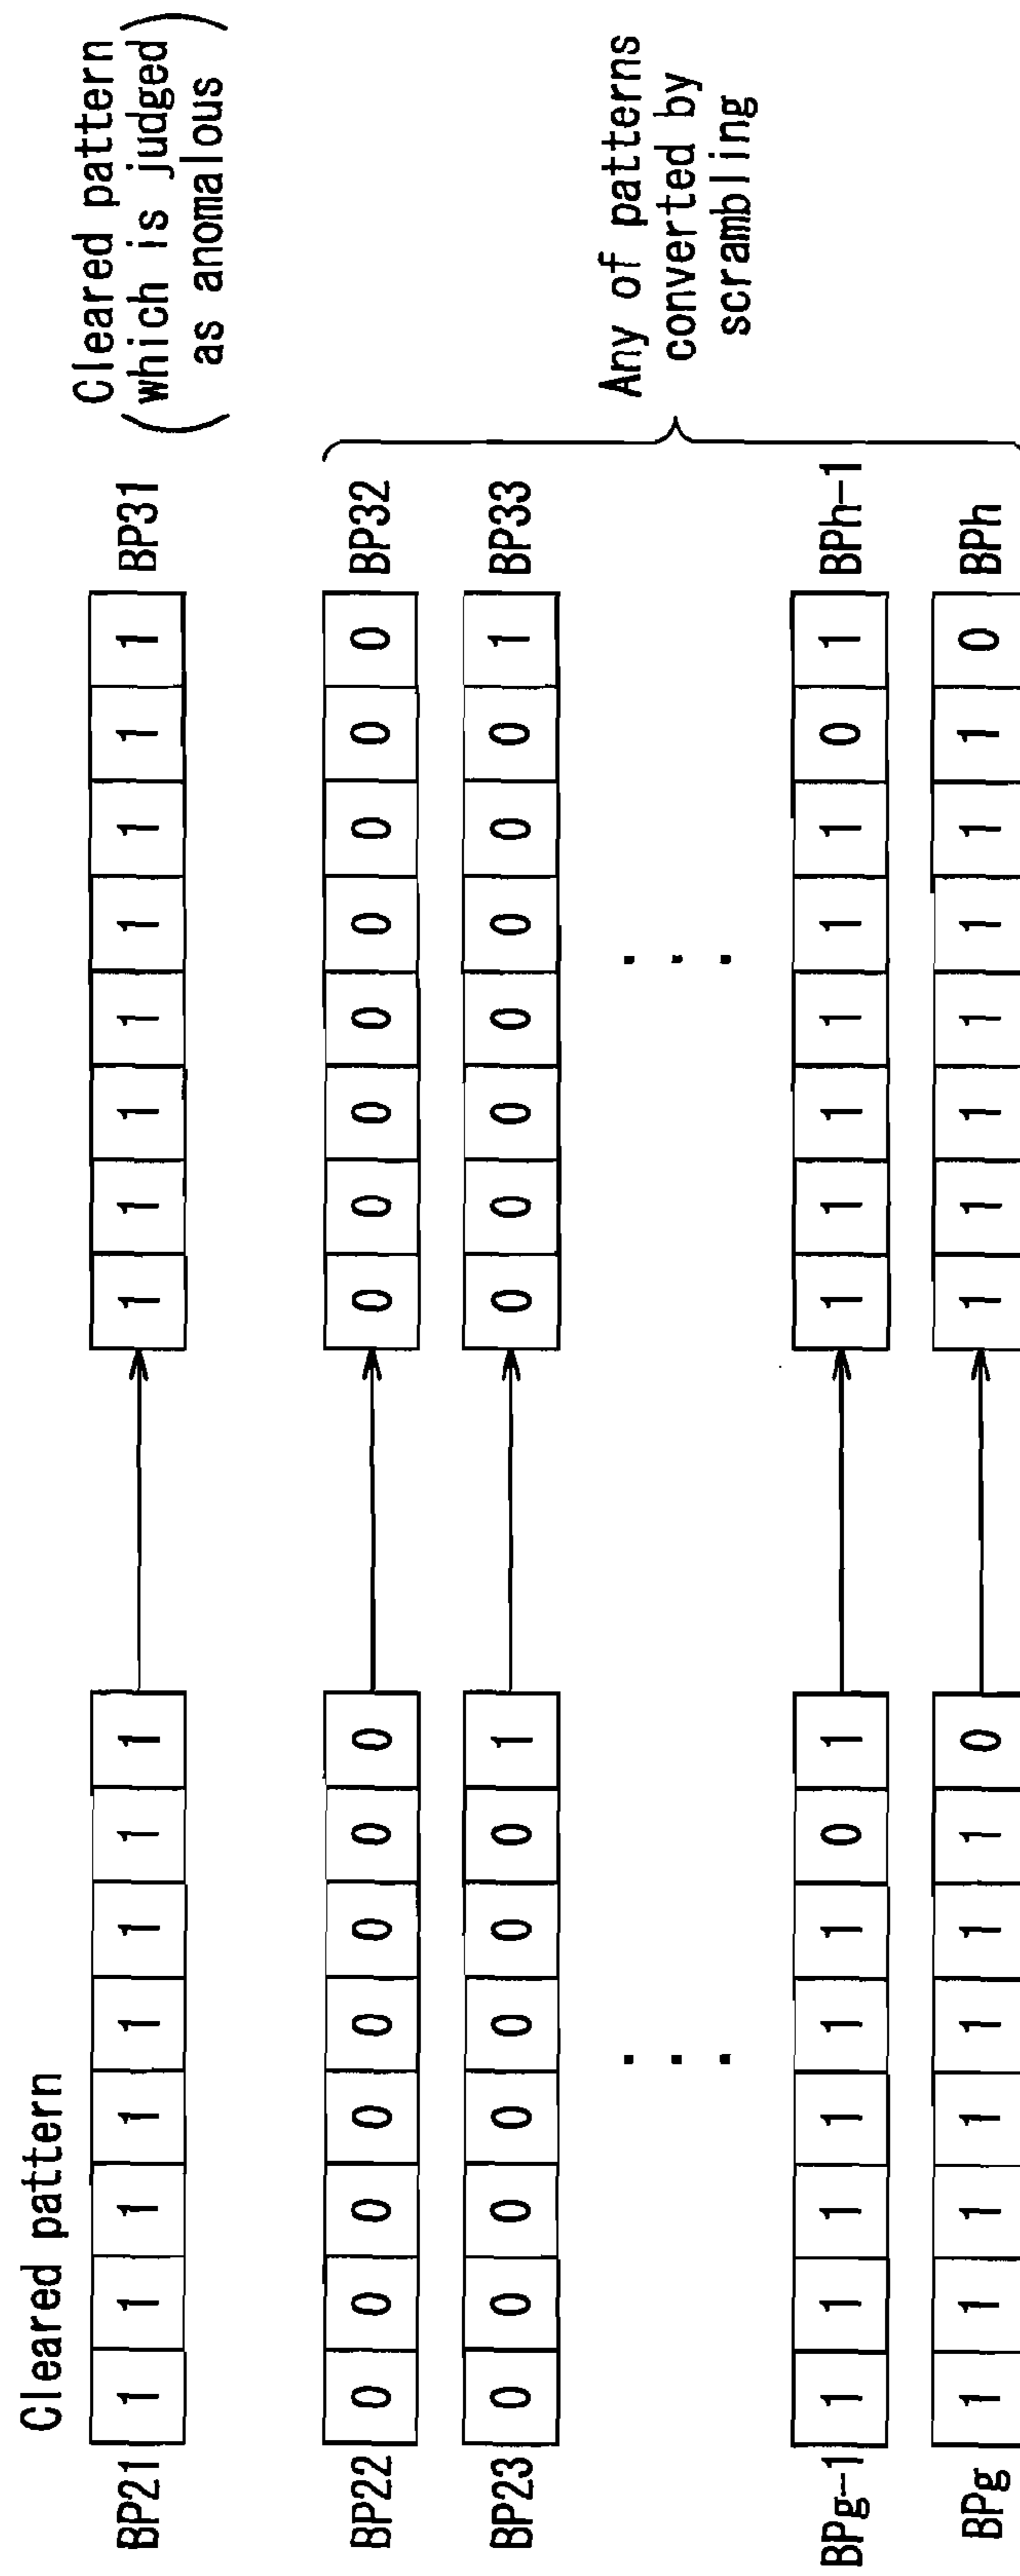 Cleared pattern
BP21 1 1 1 1 1 1 1 1 → 1 1 1 1 1 1 1 1 BP31
Cleared pattern
(which is judged)
as anomalous
BP22 0 0 0 0 0 0 0 0 → 0 0 0 0 0 0 0 0 BP32
BP23 0 0 0 0 0 0 0 1 → 0 0 0 0 0 0 0 1 BP33
Any of patterns
converted by
scrambling
BPg-1 1 1 1 1 1 1 0 1 → 1 1 1 1 1 1 0 1 BPh-1
BPg 1 1 1 1 1 1 1 0 → 1 1 1 1 1 1 1 0 BPh